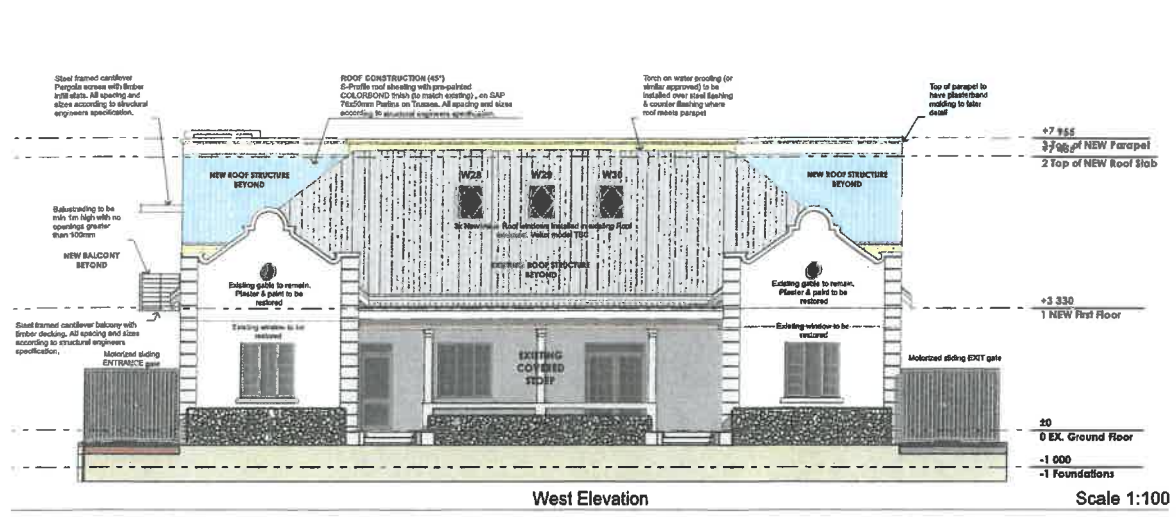 Steel framed cantilever
Pergola screen with timber
infill slats. All spacing and
sizes according to structural
engineers specification.
ROOF CONSTRUCTION (45°)
S-Profile roof sheeting with pre-painted
COLORBOND finish (to match existing), on SAP
76x50mm Purlins on Trusses. All spacing and sizes
according to structural engineers specification.
Torch on water proofing (or
similar approved) to be
installed over steel flashing
& counter flashing where
roof meets parapet
Top of parapet to
have plasterband
molding to later
detail
+7 955
of NEW Parapet
2 Top of NEW Roof Slab
NEW ROOF STRUCTURE
BEYOND
W28
W29
W30
NEW ROOF STRUCTURE
BEYOND
Roof windows installed in existing Roof
Velux model TBC
EXISTING ROOF STRUCTURE
BEYOND
Balustrading to be
min 1m high with no
openings greater
than 100mm
NEW BALCONY
BEYOND
Existing gable to remain.
Plaster & paint to be
restored
Existing gable to remain.
Plaster & paint to be
restored
+3 330
1 NEW First Floor
Steel framed cantilever balcony with
timber decking. All spacing and sizes
according to structural engineers
specification.
Existing window to be
restored
Existing window to be
restored
Motorized sliding
ENTRANCE gate
EXISTING
COVERED
STOEP
Motorized sliding EXIT gate
±0
0 EX. Ground Floor
-1 000
-1 Foundations
West Elevation
Scale 1:100